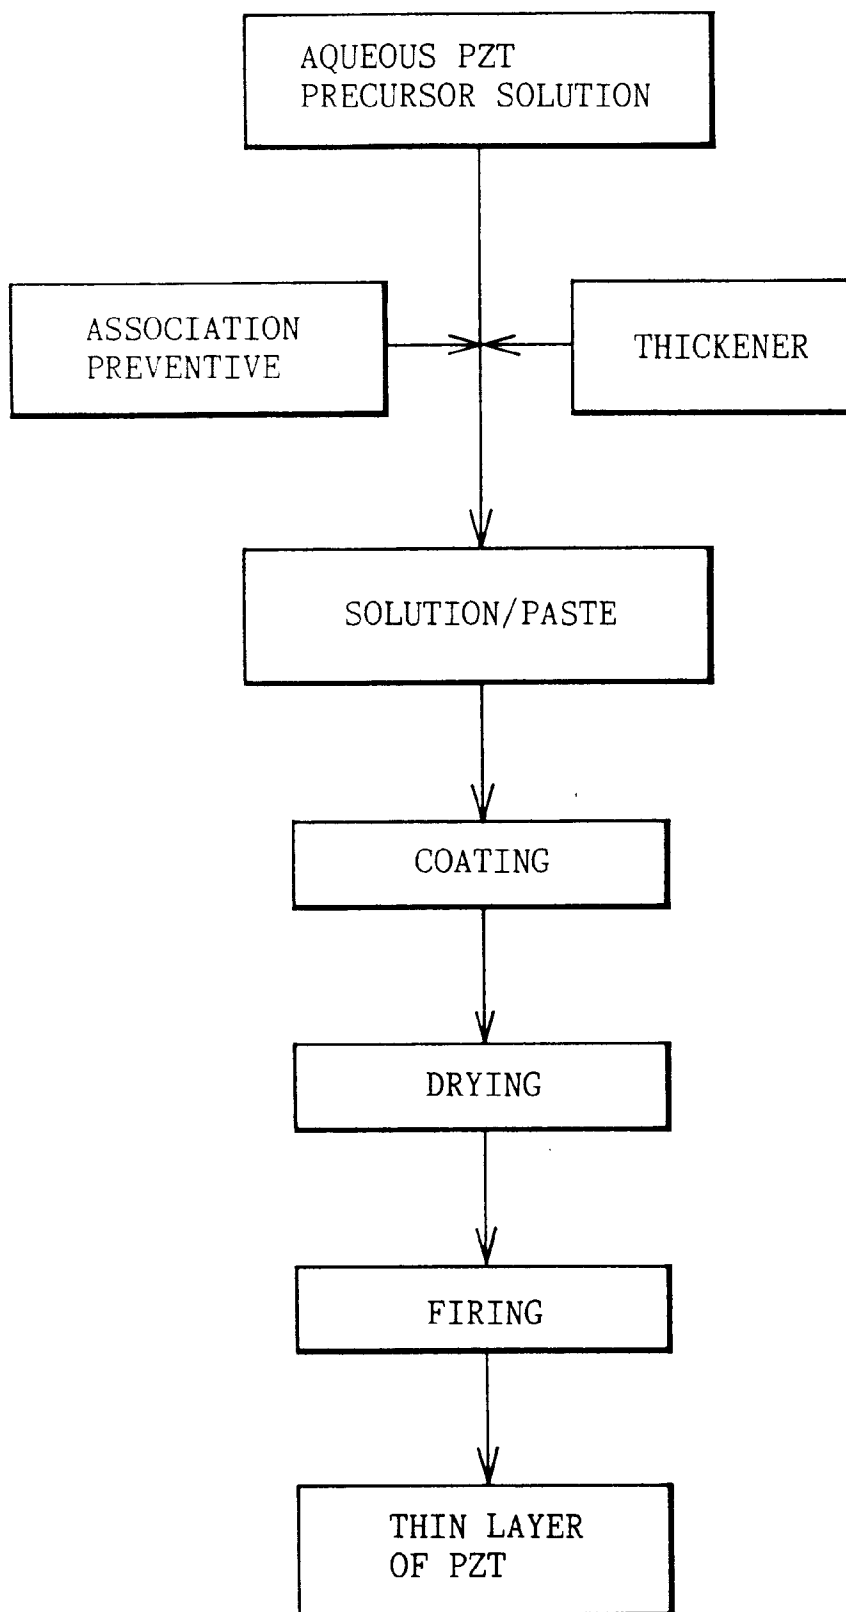 AQUEOUS PZT
PRECURSOR SOLUTION
ASSOCIATION
PREVENTIVE
THICKENER
SOLUTION/PASTE
COATING
DRYING
FIRING
THIN LAYER
OF PZT